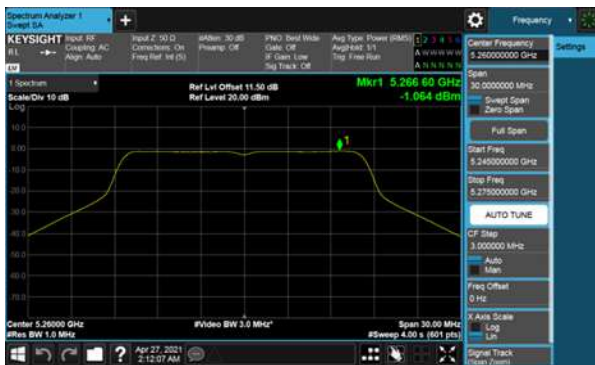 Spectrum Analyzer 1
Swept SA
Frequency
KEYSIGHT
Input: RF
Input Z: 50 Ω
#Atten: 30 dB
PNO: Best Wide
Avg Type: Power (RMS)
1 2 3 4 5 6
RL
Coupling: AC
Corrections: On
Preamp: Off
Gate: Off
Avg|Hold: 1/1
A W W W W W
Align: Auto
Freq Ref: Int (S)
IF Gain: Low
Trig: Free Run
Sig Track: Off
A N N N N N
1 Spectrum
Scale/Div 10 dB
Log
Ref Lvl Offset 11.50 dB
Ref Level 20.00 dBm
Mkr1 5.266 60 GHz
-1.064 dBm
1
10.0
0.00
-10.0
-20.0
-30.0
-40.0
-50.0
-60.0
-70.0
Center 5.26000 GHz
#Video BW 3.0 MHz*
Span 30.00 MHz
#Res BW 1.0 MHz
#Sweep 4.00 s (601 pts)
Center Frequency
5.260000000 GHz
Settings
Span
30.0000000 MHz
Swept Span
Zero Span
Full Span
Start Freq
5.245000000 GHz
Stop Freq
5.275000000 GHz
AUTO TUNE
CF Step
3.000000 MHz
Auto
Man
Freq Offset
0 Hz
X Axis Scale
Log
Lin
Signal Track
(Span Zoom)
?
Apr 27, 2021
2:12:07 AM